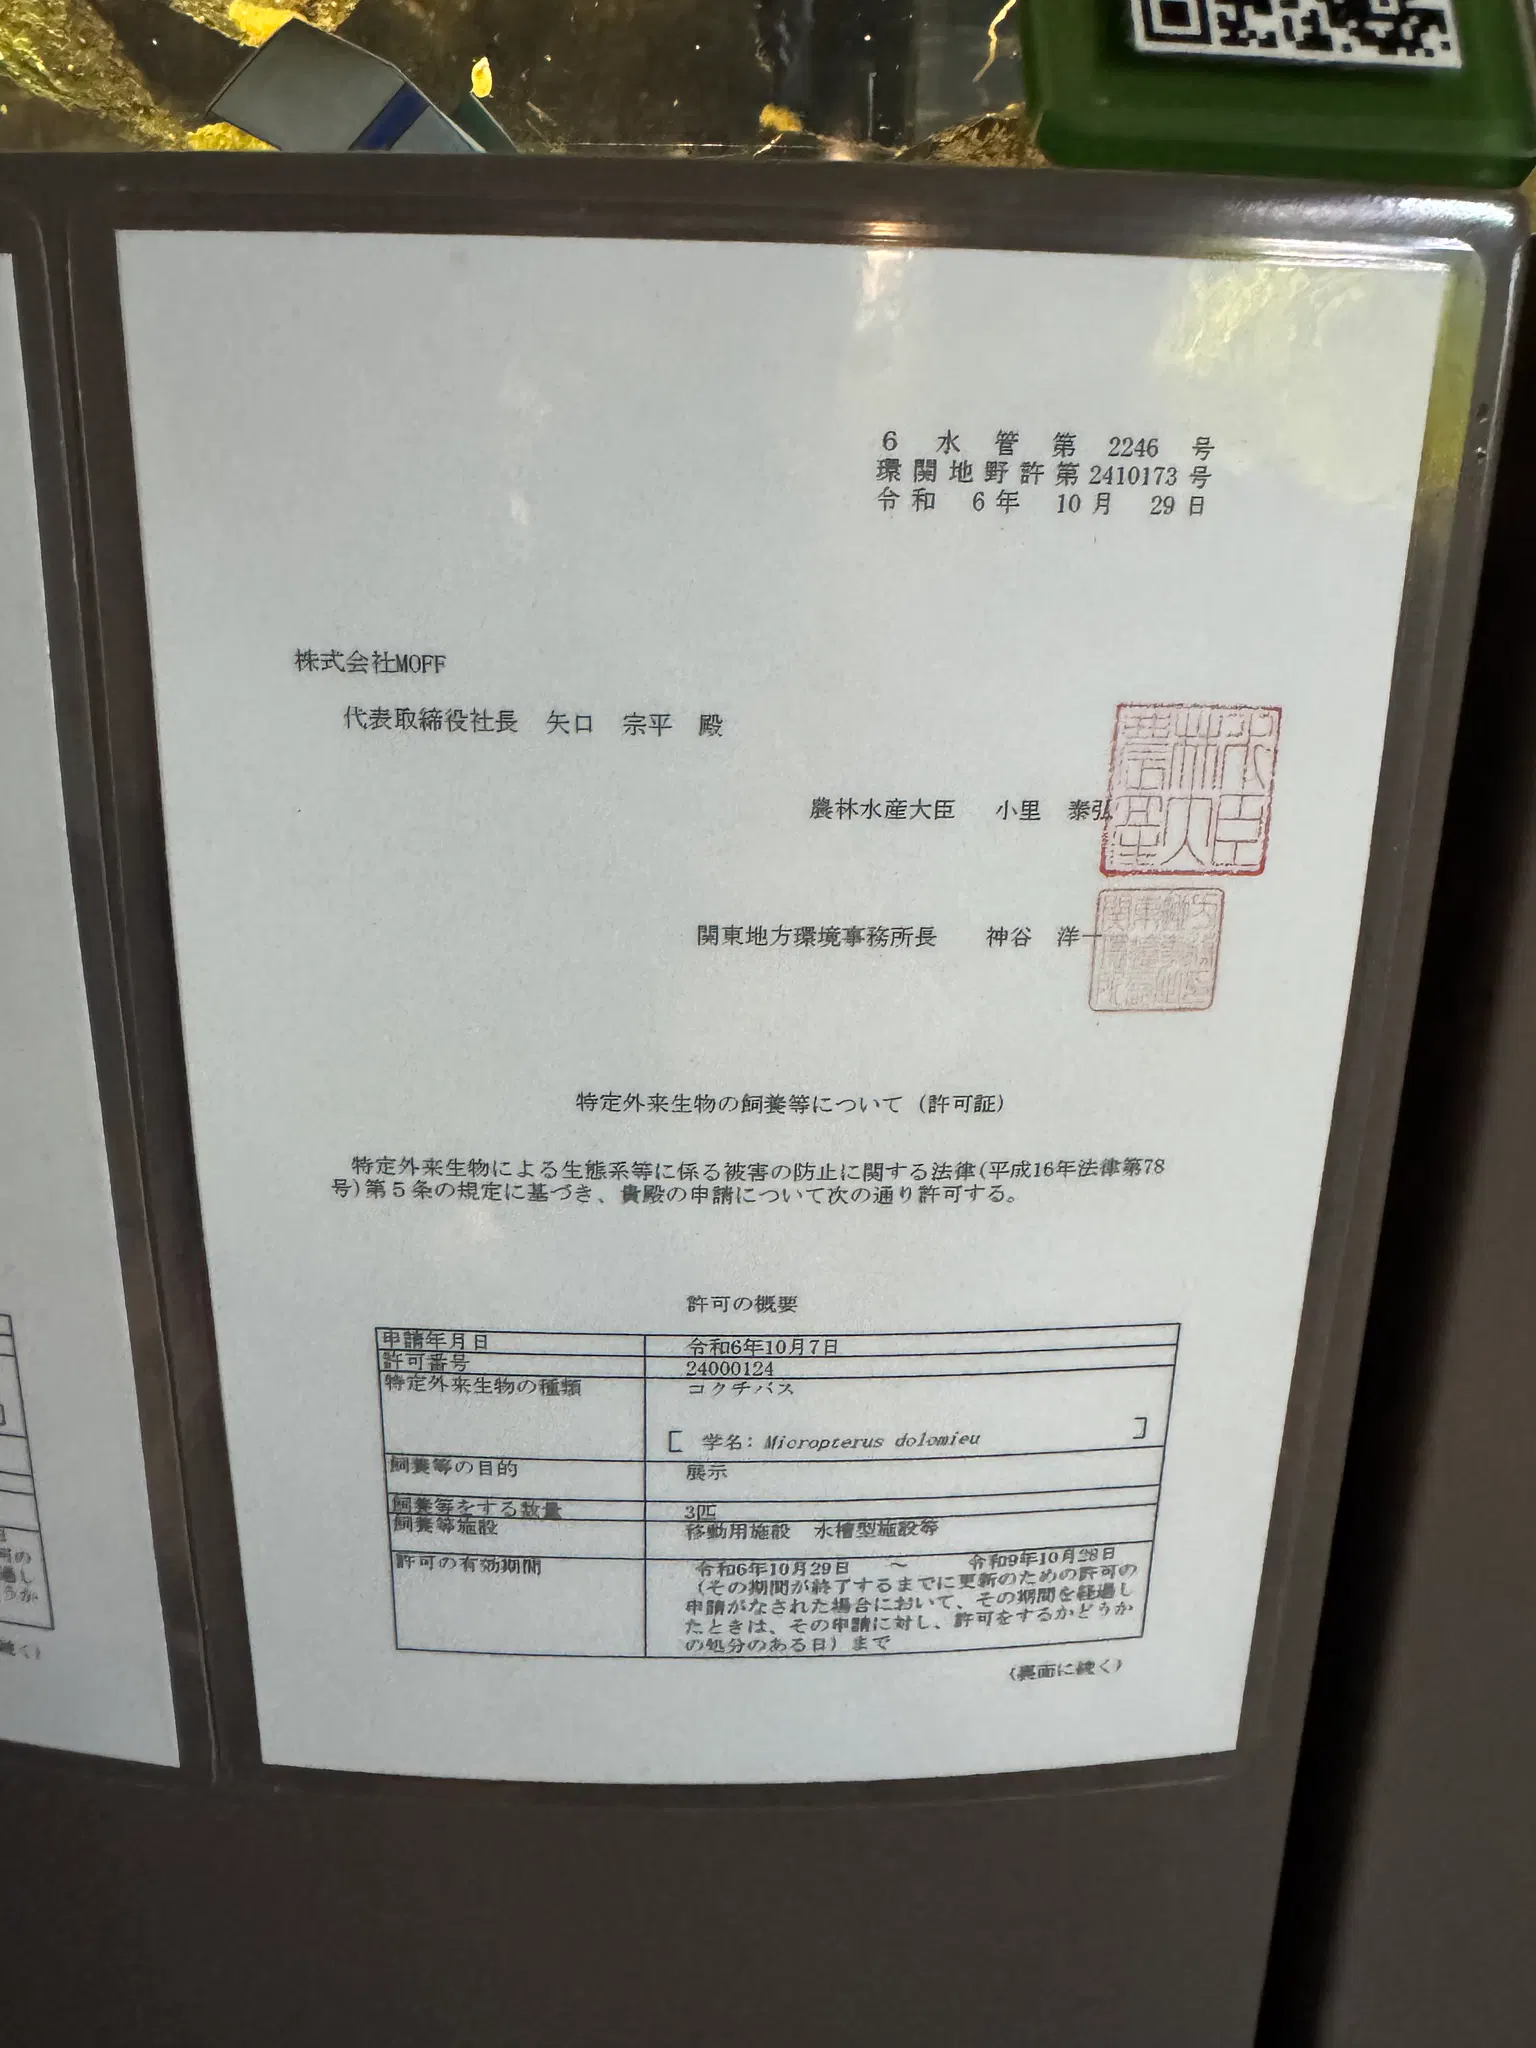 6 水 管 第 2246 号
環関地野許第2410173号
令和 6年 10月 29日
株式会社MOFF
代表取締役社長 矢口 宗平 殿
農林水産大臣 小里 泰弘
農林水産大臣
関東地方環境事務所長 神谷 洋一
特定外来生物の飼養等について(許可証)
特定外来生物による生態系等に係る被害の防止に関する法律(平成16年法律第78
号)第5条の規定に基づき、貴殿の申請について次の通り許可する。
許可の概要
申請年月日 令和6年10月7日
許可番号 24000124
特定外来生物の種類 コクチバス
[ 学名: Micropterus dolomieu ]
飼養等の目的 展示
飼養等をする数量 3匹
飼養等施設 移動用施設 水槽型施設等
許可の有効期間 令和6年10月29日 ~ 令和9年10月28日
(その期間が終了するまでに更新のための許可の
申請がなされた場合において、その期間を経過し
たときは、その申請に対し、許可をするかどうか
の処分のある日) まで
(裏面に続く)